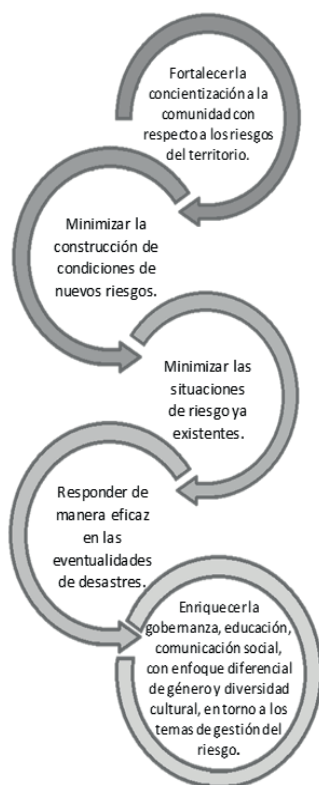 Fortalecer la
concientización a la
comunidad con
respecto a los riesgos
del territorio.
Minimizar la
construcción de
condiciones de
nuevos riesgos.
Minimizar las
situaciones
de riesgo ya
existentes.
Responder de
manera eficaz
en las
eventualidades
de desastres.
Enriquecer la
gobernanza, educación,
comunicación social,
con enfoque diferencial
de género y diversidad
cultural, en torno a los
temas de gestión del
riesgo.